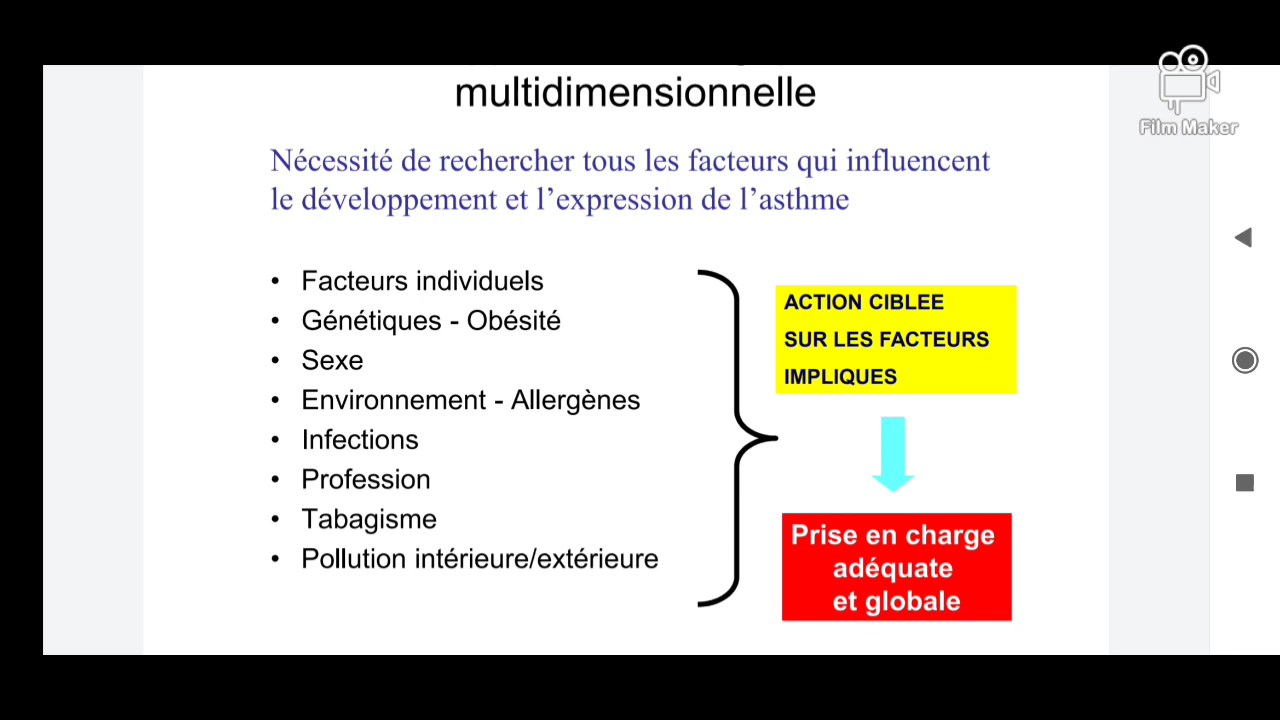 multidimensionnelle
Nécessité de rechercher tous les facteurs qui influencent
le développement et l’expression de l’asthme
• Facteurs individuels
• Génétiques - Obésité
• Sexe
• Environnement - Allergènes
• Infections
• Profession
• Tabagisme
• Pollution intérieure/extérieure
ACTION CIBLEE
SUR LES FACTEURS
IMPLIQUES
Prise en charge
adéquate
et globale
Film Maker